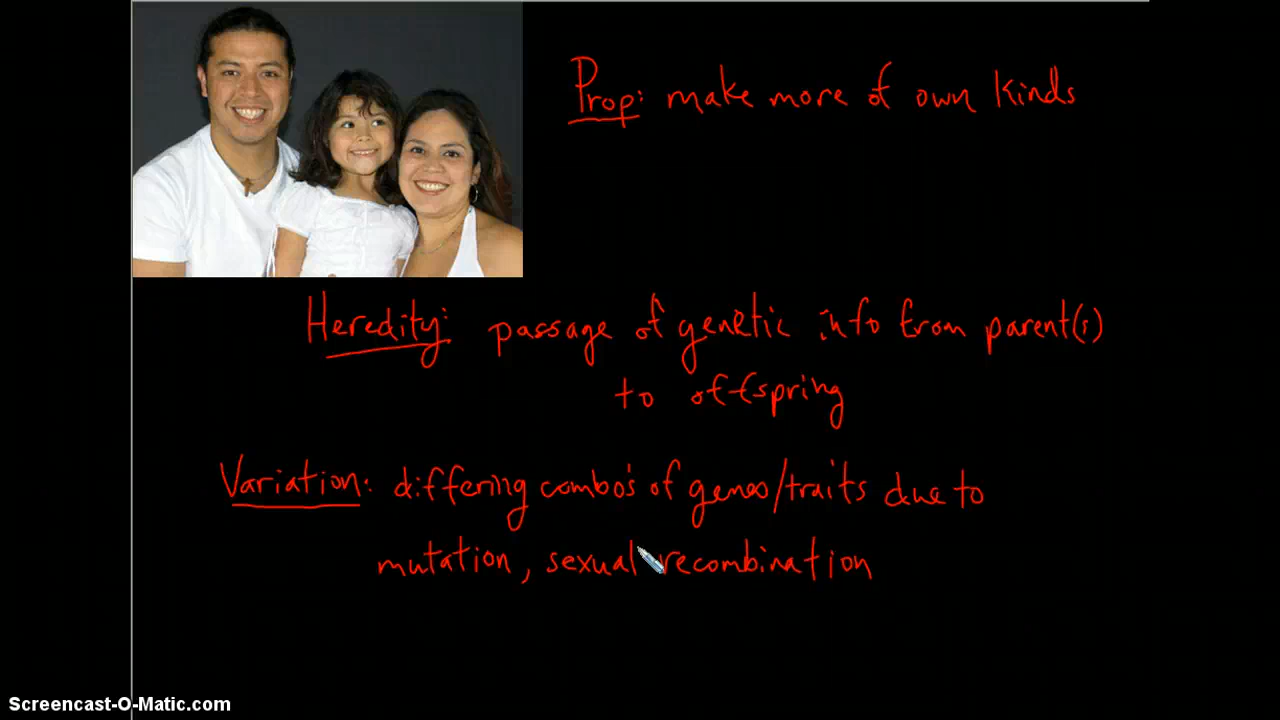 Prop: make more of own kinds
Heredity: passage of genetic info from parent(s)
to offspring
Variation: differing combo's of genes/traits due to
mutation, sexual recombination
Screencast-O-Matic.com